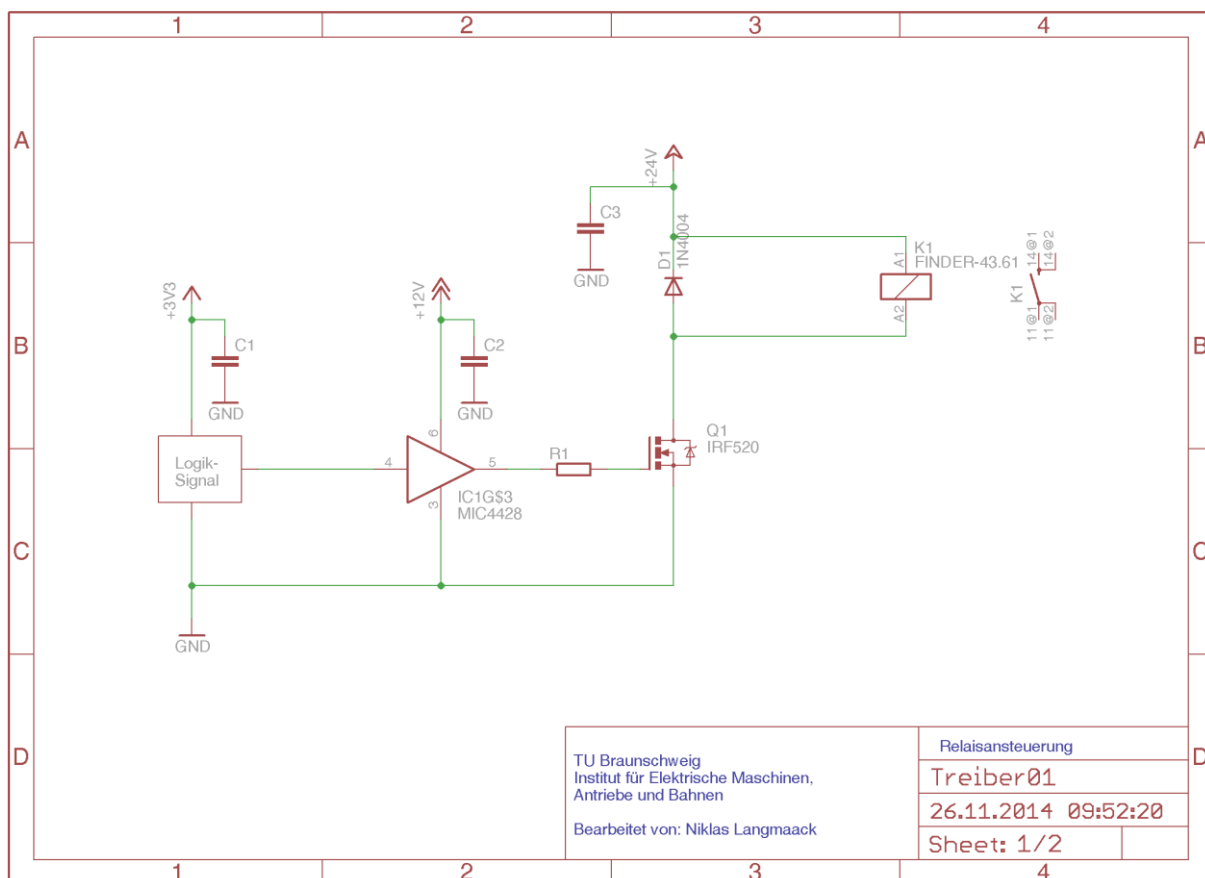 1 2 3 4
A A
+24V
C3
D1
1N4004
GND
K1
FINDER-43.61
A1
A2
K1
14@1
14@2
11@1
11@2
+3V3
+12V
B B
C1
C2
GND
GND
Q1
IRF520
Logik-
Signal
4
6
5
3
R1
IC1G$3
MIC4428
C C
GND
D D
TU Braunschweig
Institut für Elektrische Maschinen,
Antriebe und Bahnen
Bearbeitet von: Niklas Langmaack
Relaisansteuerung
Treiber01
26.11.2014 09:52:20
Sheet: 1/2
1 2 3 4